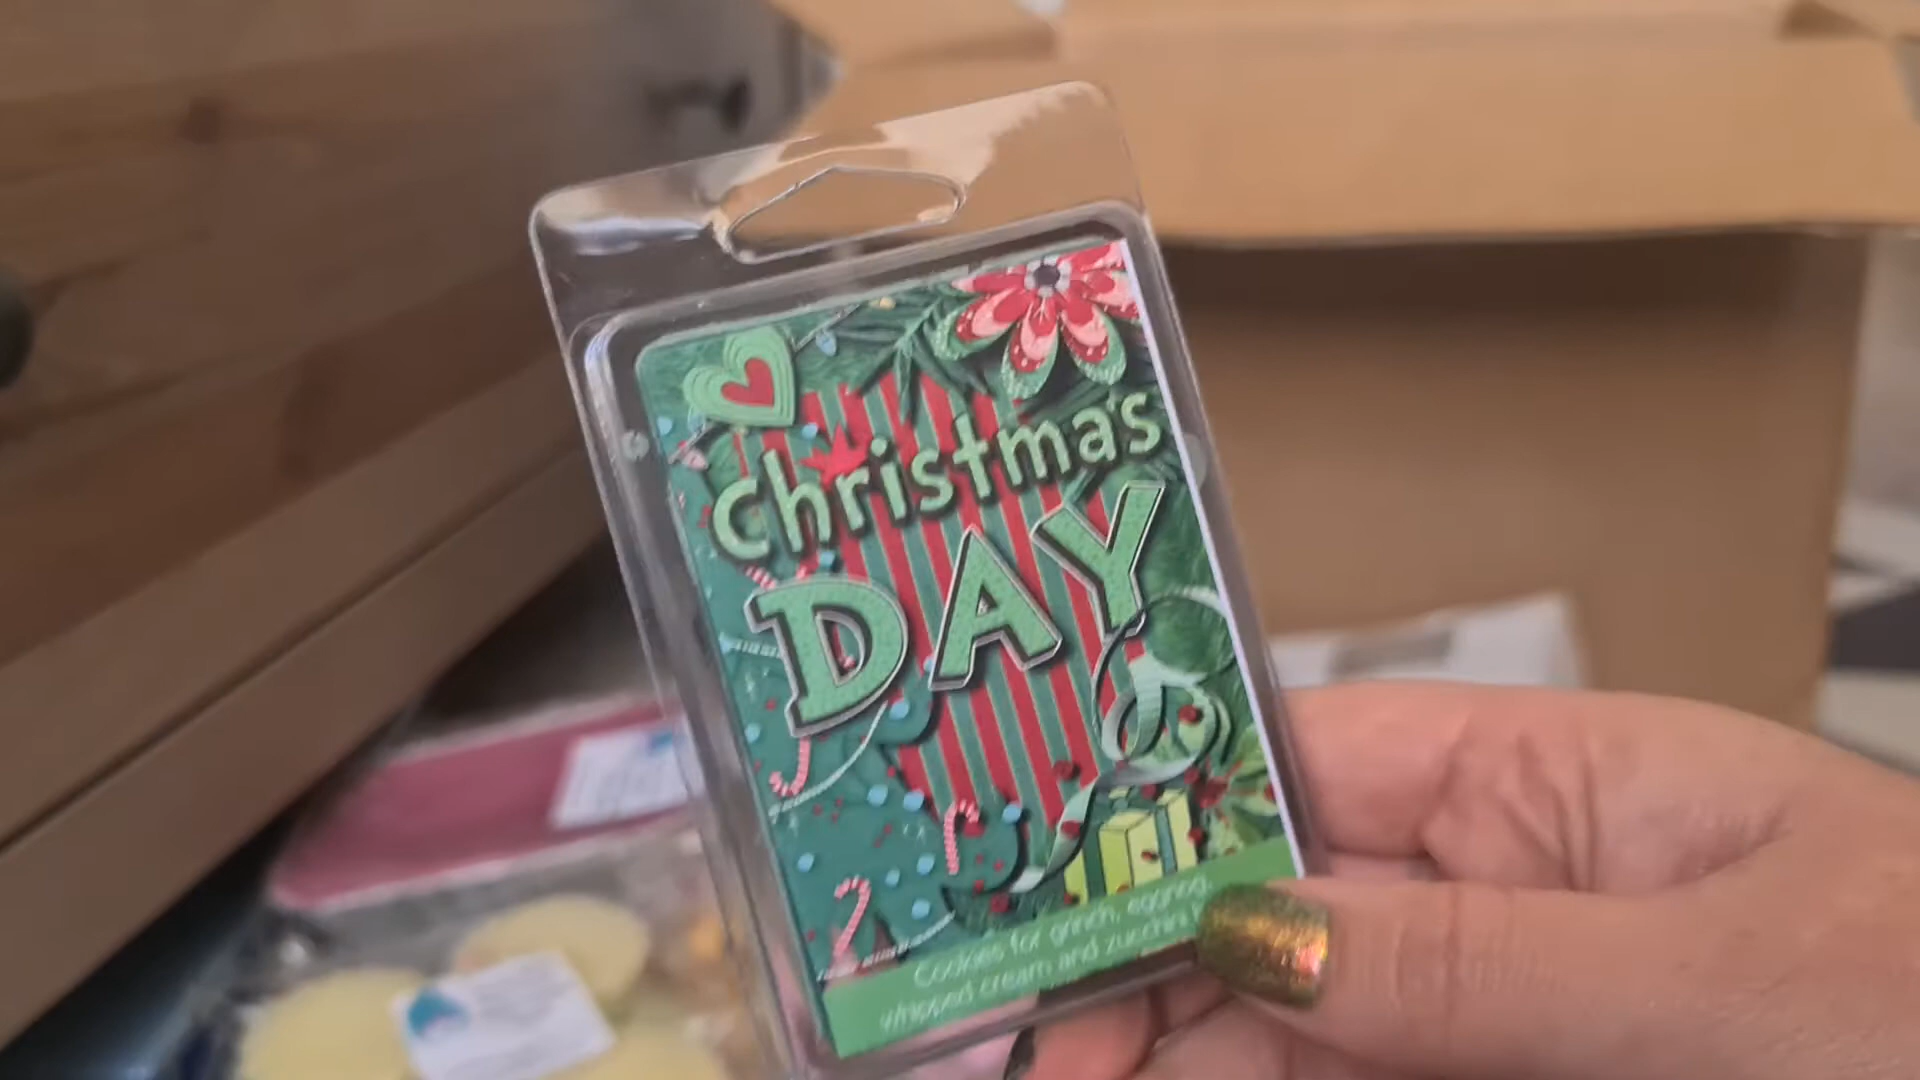 Christmas
DAY
Cookies for grinch, eggnog,
whipped cream and zucchini